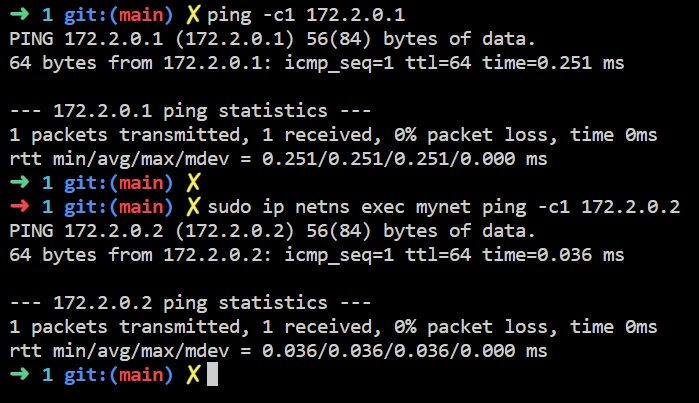 ➜ 1 git:(main) ✗ ping -c1 172.2.0.1
PING 172.2.0.1 (172.2.0.1) 56(84) bytes of data.
64 bytes from 172.2.0.1: icmp_seq=1 ttl=64 time=0.251 ms

--- 172.2.0.1 ping statistics ---
1 packets transmitted, 1 received, 0% packet loss, time 0ms
rtt min/avg/max/mdev = 0.251/0.251/0.251/0.000 ms
➜ 1 git:(main) ✗
➜ 1 git:(main) ✗ sudo ip netns exec mynet ping -c1 172.2.0.2
PING 172.2.0.2 (172.2.0.2) 56(84) bytes of data.
64 bytes from 172.2.0.2: icmp_seq=1 ttl=64 time=0.036 ms

--- 172.2.0.2 ping statistics ---
1 packets transmitted, 1 received, 0% packet loss, time 0ms
rtt min/avg/max/mdev = 0.036/0.036/0.036/0.000 ms
➜ 1 git:(main) ✗